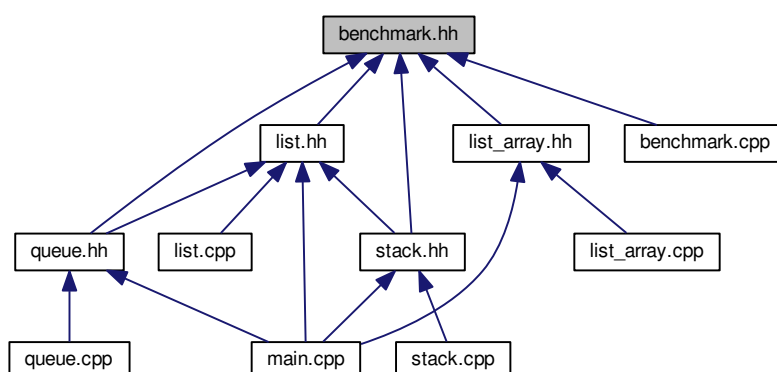 benchmark.hh
list.hh
list_array.hh
benchmark.cpp
queue.hh
list.cpp
stack.hh
list_array.cpp
queue.cpp
main.cpp
stack.cpp